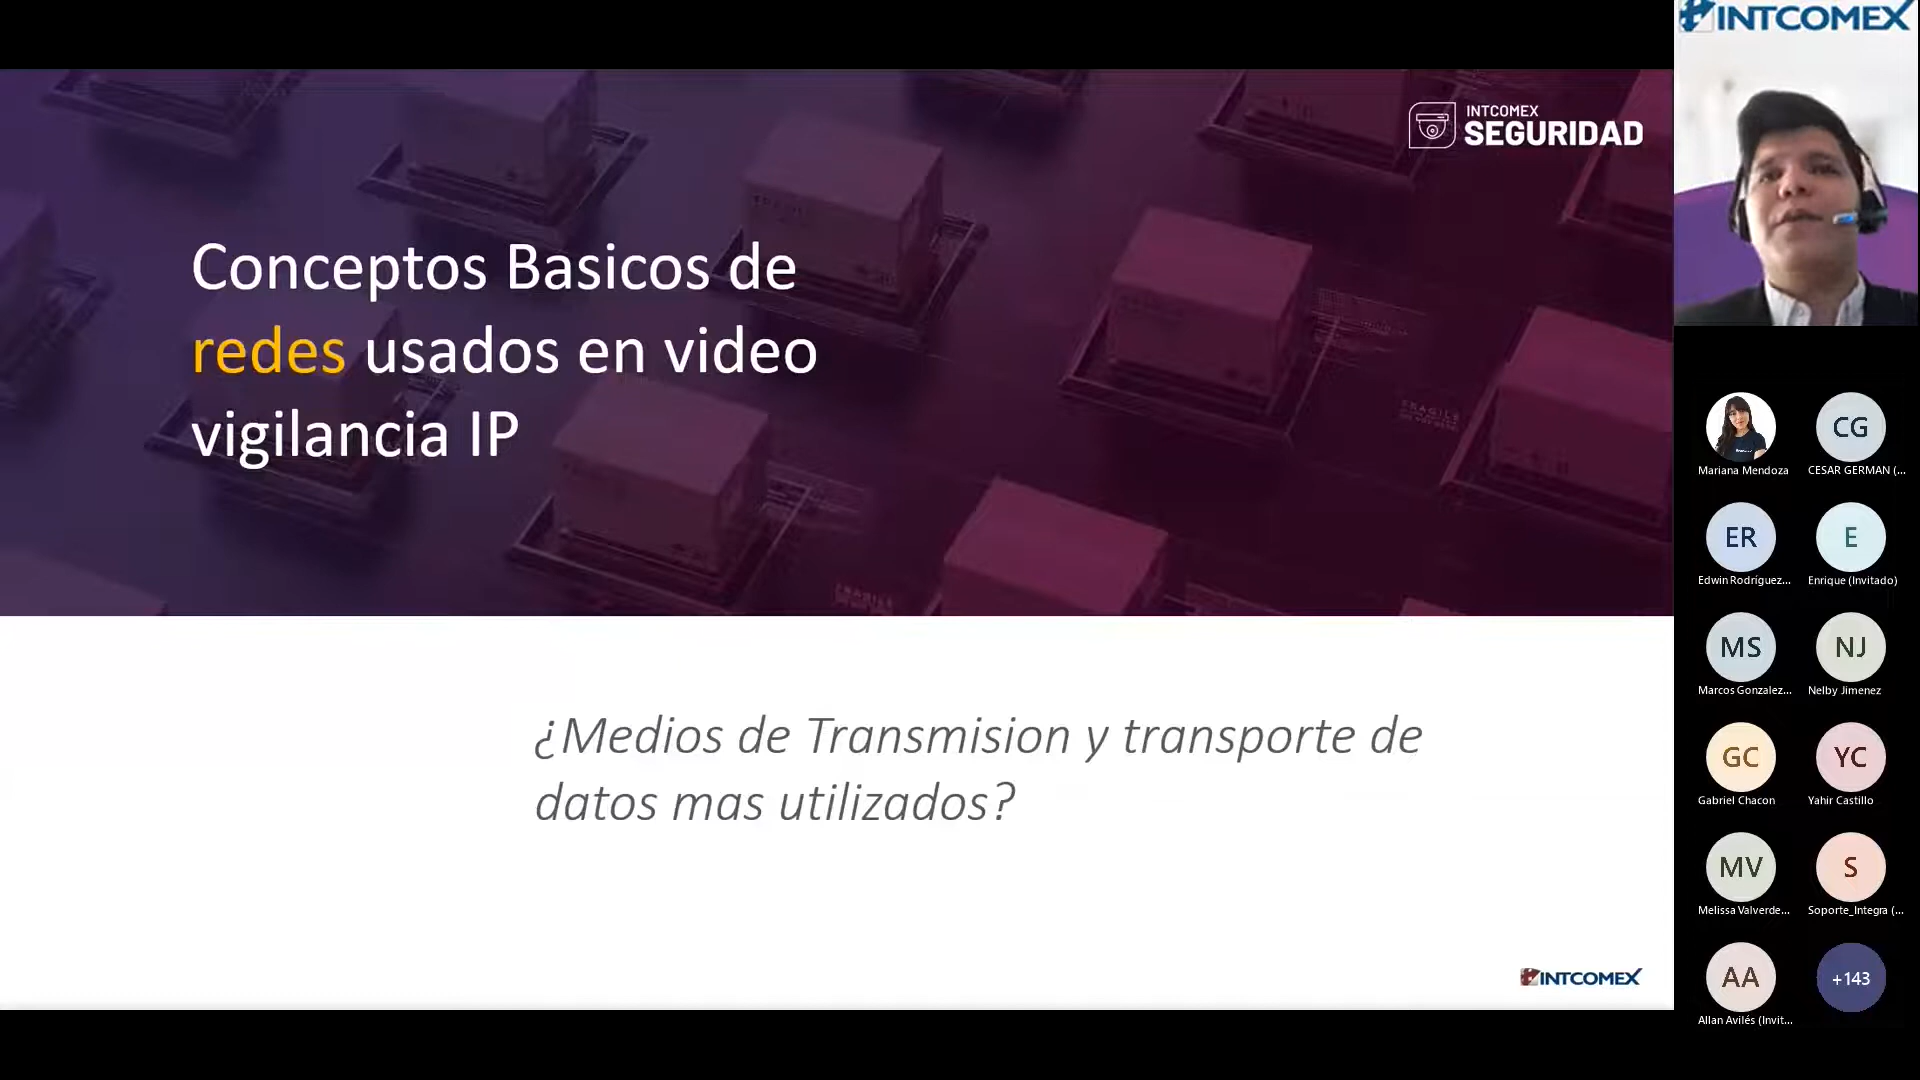 INTCOMEX
INTCOMEX
SEGURIDAD
Conceptos Basicos de
redes usados en video
vigilancia IP
FRAGILE
¿Medios de Transmision y transporte de
datos mas utilizados?
INTCOMEX
Mariana Mendoza
CG
CESAR GERMAN (...
ER
Edwin Rodríguez...
E
Enrique (Invitado)
MS
Marcos Gonzalez...
NJ
Nelby Jimenez
GC
Gabriel Chacon
YC
Yahir Castillo
MV
Melissa Valverde...
S
Soporte_Integra (...
AA
Allan Avilés (Invit...
+143